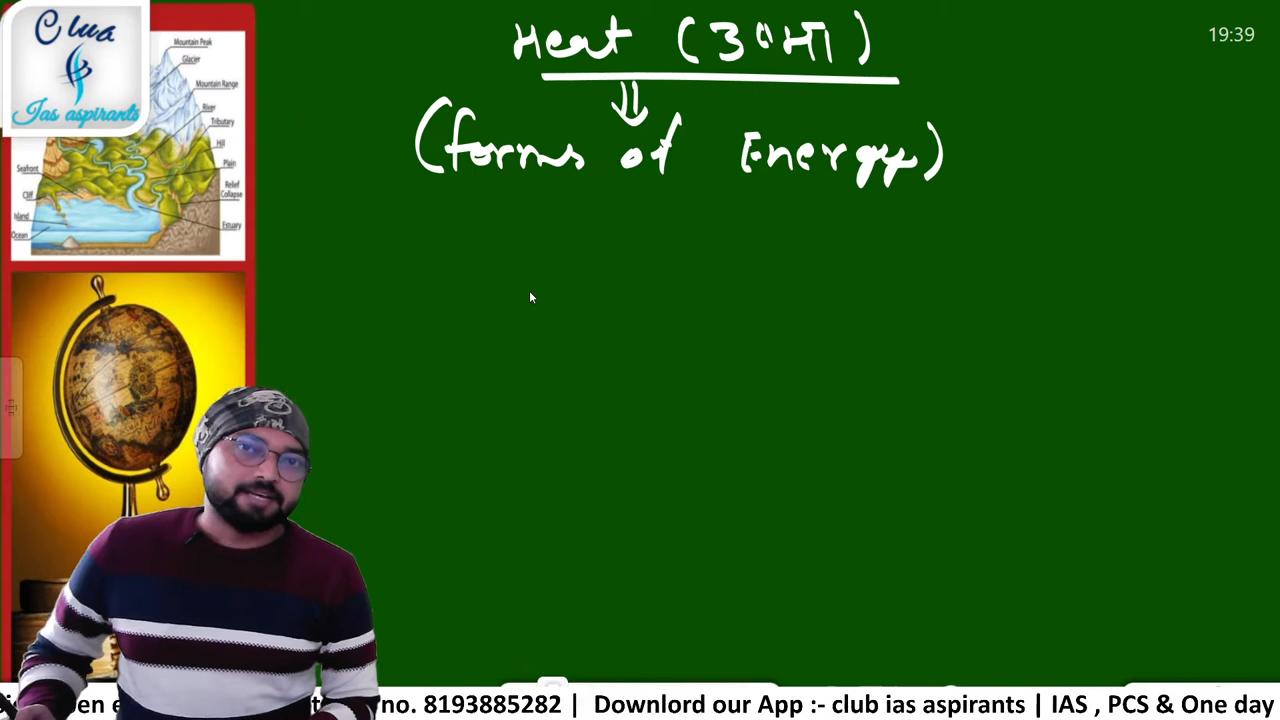 Clua
Ias aspirants
Mountain Peak
Glacier
Mountain Range
River
Tributary
Hill
Plain
Relief
Collapse
Estuary
Seafront
Cliff
Island
Ocean
19:39
Heat (ऊष्मा)
(forms of Energy)
no. 8193885282 | Downlord our App :- club ias aspirants | IAS , PCS & One day